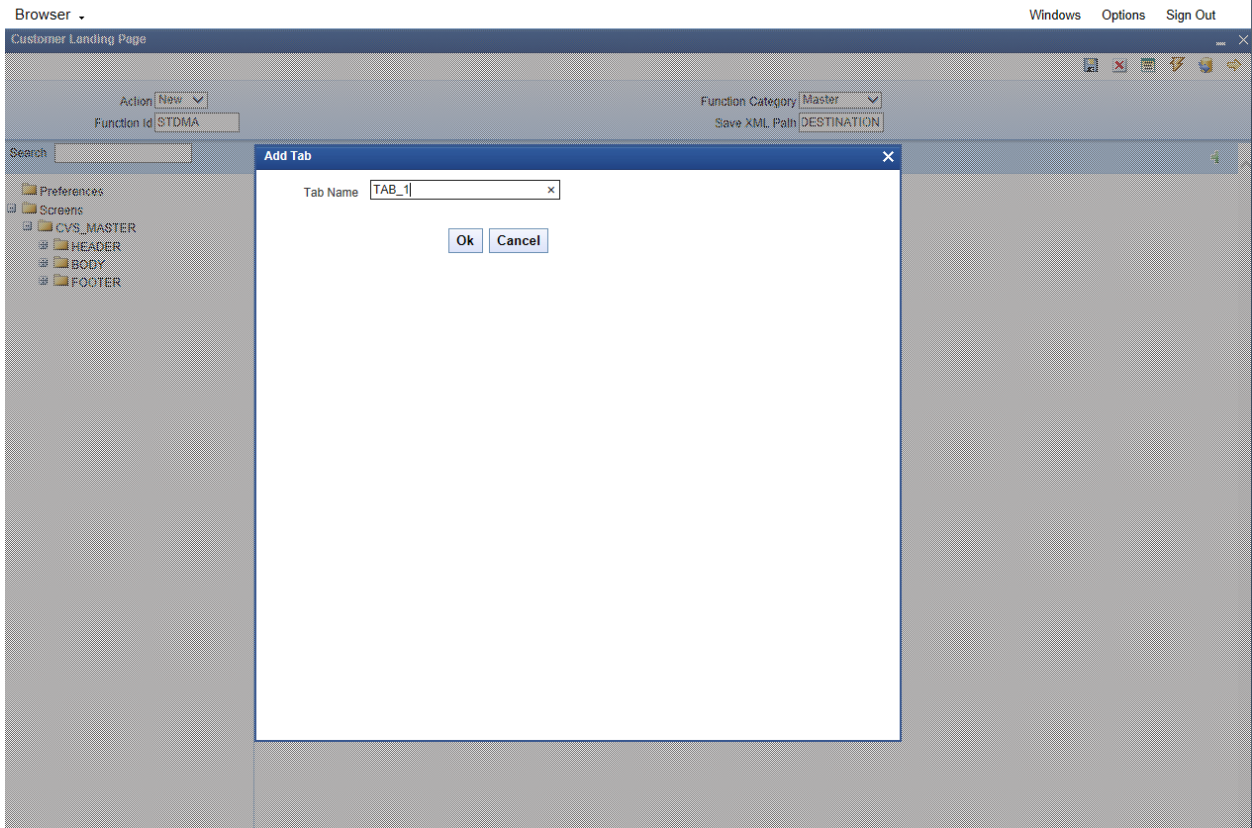 Browser
Windows Options Sign Out
Customer Landing Page
Action New
Function Category Master
Function Id STDMA
Save XML Path DESTINATION
Search
Add Tab
Tab Name TAB_1
Ok Cancel
Preferences
Screens
CVS_MASTER
HEADER
BODY
FOOTER